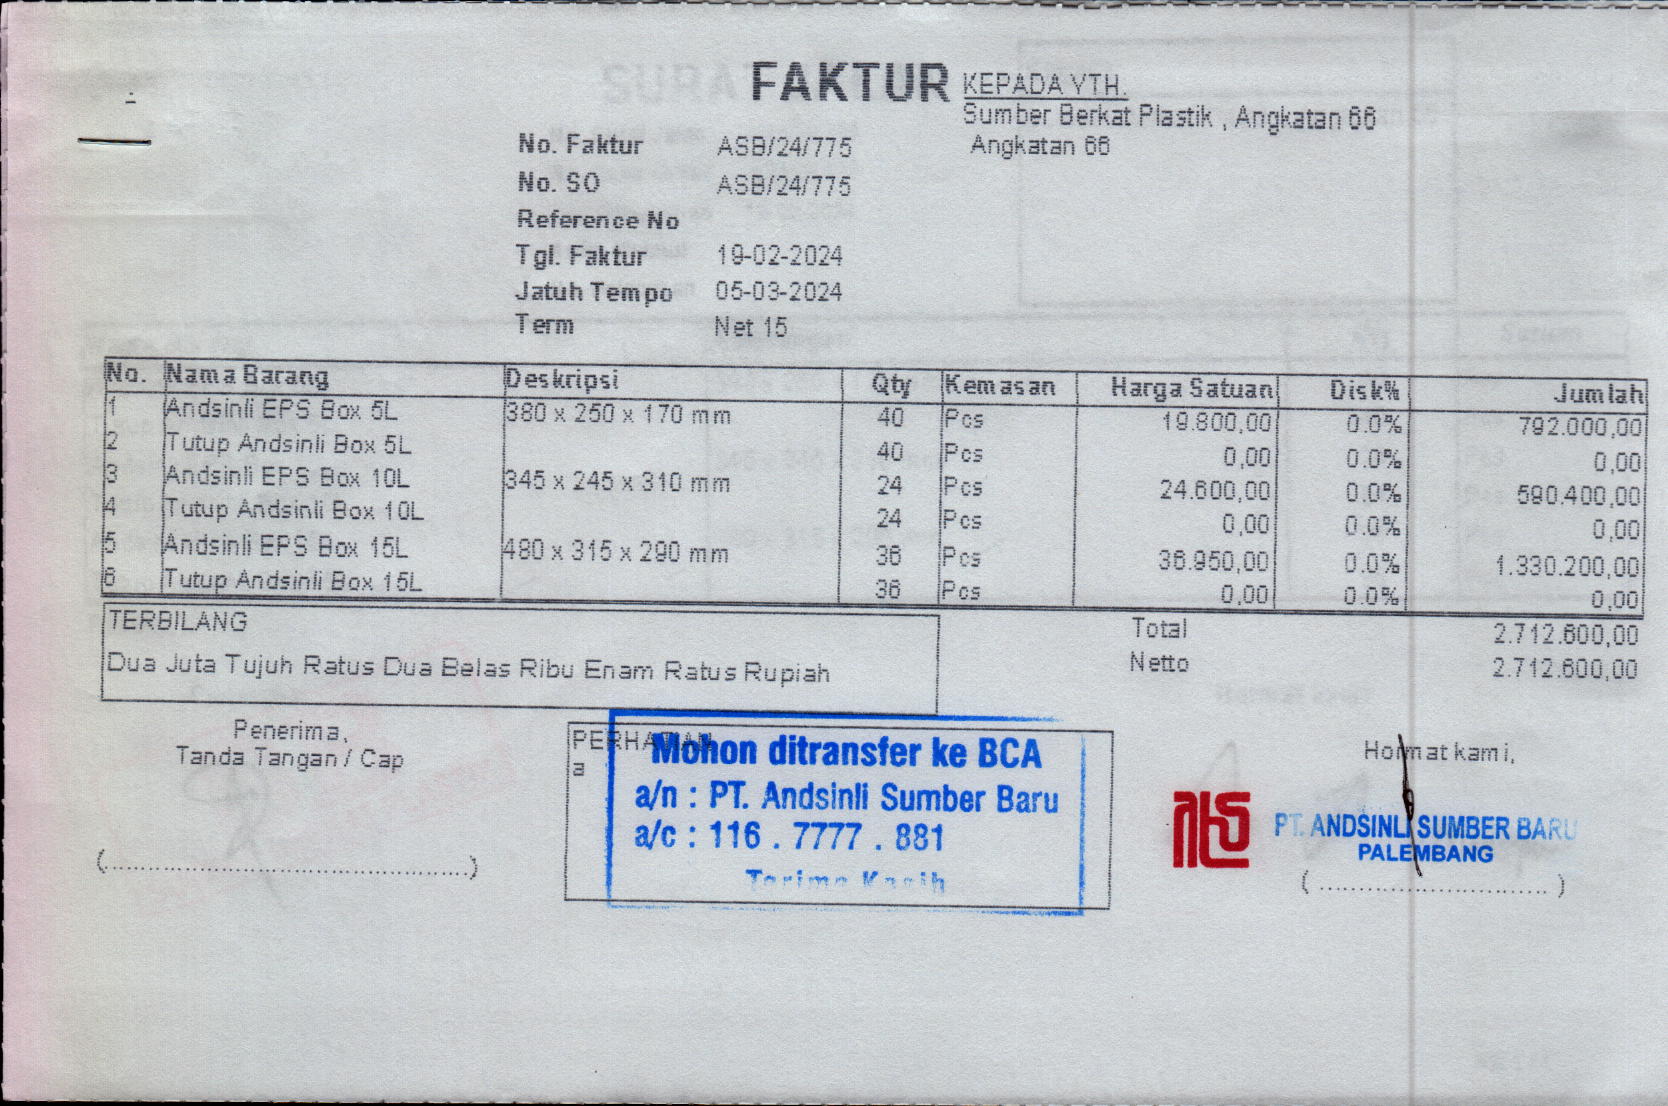 FAKTUR
KEPADA YTH.
Sumber Berkat Plastik , Angkatan 66
Angkatan 66
No. Faktur ASB/24/775
No. SO ASB/24/775
Reference No
Tgl. Faktur 19-02-2024
Jatuh Tempo 05-03-2024
Term Net 15
No. Nama Barang Deskripsi Qty Kemasan Harga Satuan Disk% Jumlah
1 Andsinli EPS Box 5L 380 x 250 x 170 mm 40 Pcs 19.800,00 0.0% 792.000,00
2 Tutup Andsinli Box 5L 40 Pcs 0,00 0.0% 0,00
3 Andsinli EPS Box 10L 345 x 245 x 310 mm 24 Pcs 24.600,00 0.0% 590.400,00
4 Tutup Andsinli Box 10L 24 Pcs 0,00 0.0% 0,00
5 Andsinli EPS Box 15L 480 x 315 x 290 mm 36 Pcs 36.950,00 0.0% 1.330.200,00
6 Tutup Andsinli Box 15L 36 Pcs 0,00 0.0% 0,00
TERBILANG
Dua Juta Tujuh Ratus Dua Belas Ribu Enam Ratus Rupiah
Total 2.712.600,00
Netto 2.712.600,00
Penerima,
Tanda Tangan / Cap
(..............................................)
PERHATIAN
a
Mohon ditransfer ke BCA
a/n : PT. Andsinli Sumber Baru
a/c : 116 . 7777 . 881
Terima Kasih
Hormat kami,
PT. ANDSINLI SUMBER BARU
PALEMBANG
( ............................. )